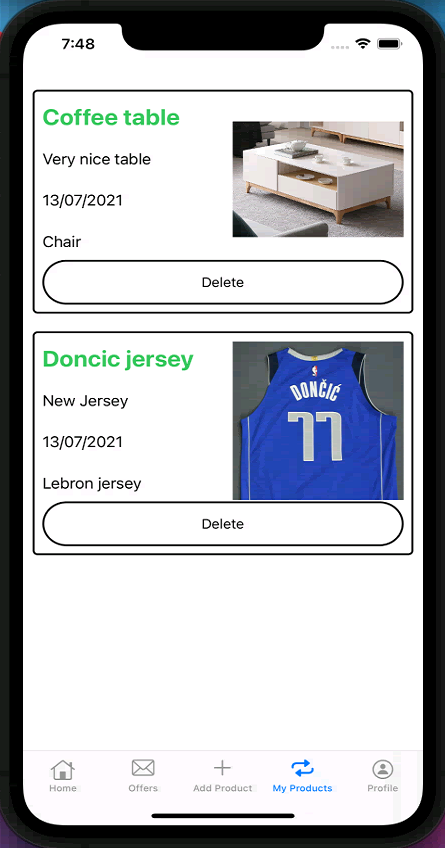 7:48
Coffee table
Very nice table
13/07/2021
Chair
Delete
Doncic jersey
New Jersey
13/07/2021
Lebron jersey
DONČIĆ
77
Delete
Home
Offers
Add Product
My Products
Profile